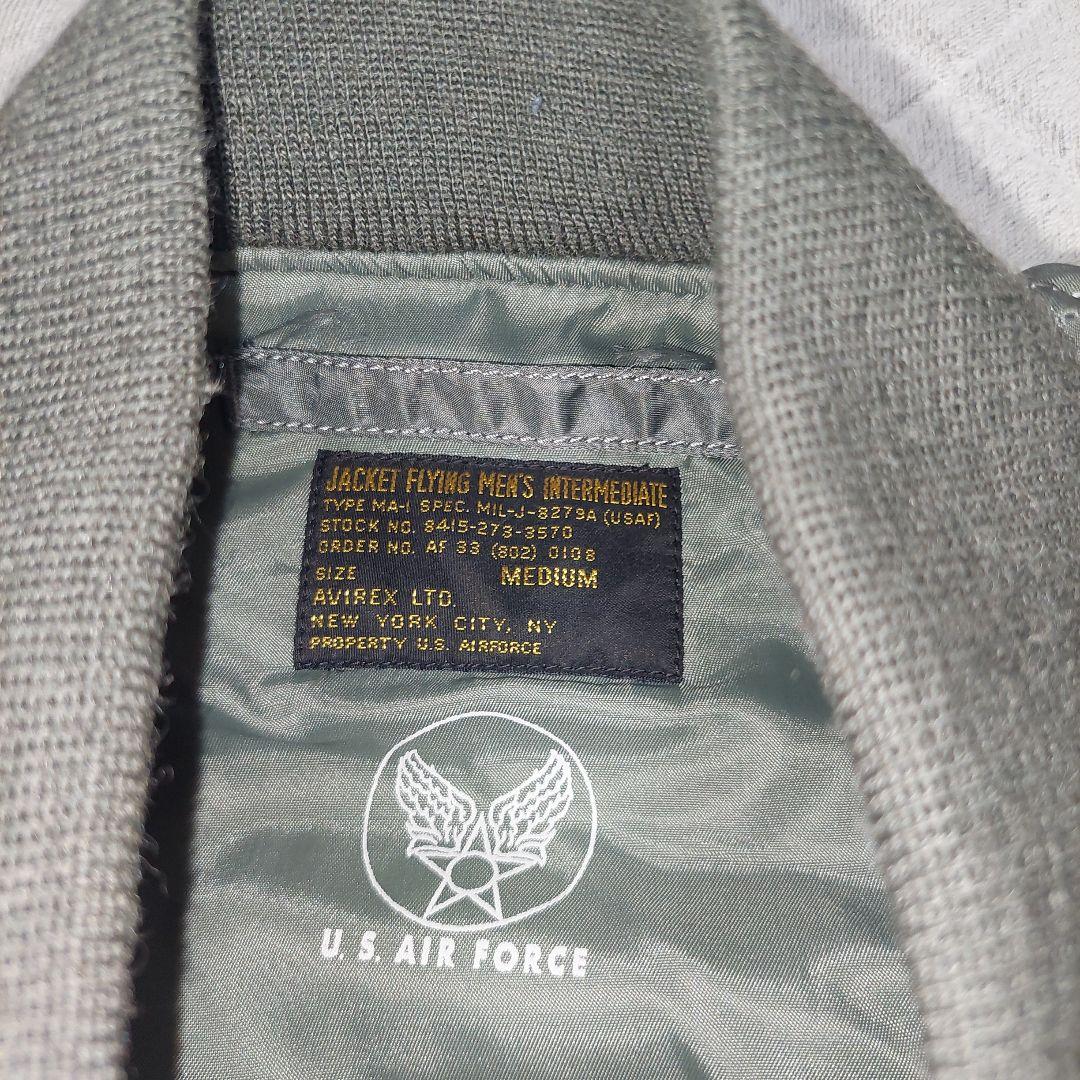 JACKET FLYING MEN'S INTERMEDIATE
TYPE MA-1 SPEC. MIL-J-8279A (USAF)
STOCK NO. 8415-273-3570
ORDER NO. AF 33 (802) 0108
SIZE MEDIUM
AVIREX LTD.
NEW YORK CITY, NY
PROPERTY U.S. AIRFORCE
U.S. AIR FORCE